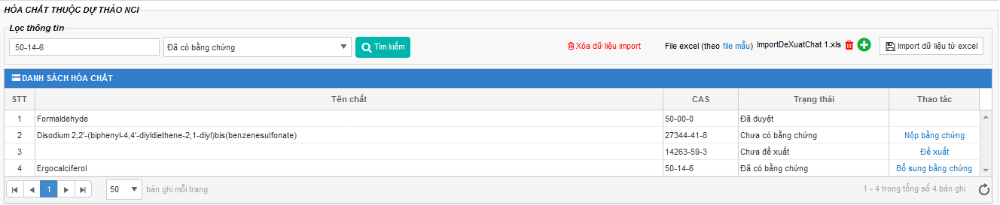 HÓA CHẤT THUỘC DỰ THẢO NCI
Lọc thông tin
50-14-6 Đã có bằng chứng Tìm kiếm Xóa dữ liệu import File excel (theo file mẫu) ImportDeXuatChat 1.xls Import dữ liệu từ excel
DANH SÁCH HÓA CHẤT
STT Tên chất CAS Trạng thái Thao tác
1 Formaldehyde 50-00-0 Đã duyệt
2 Disodium 2,2'-(biphenyl-4,4'-diyldiethene-2,1-diyl)bis(benzenesulfonate) 27344-41-8 Chưa có bằng chứng Nộp bằng chứng
3 14263-59-3 Chưa đề xuất Đề xuất
4 Ergocalciferol 50-14-6 Đã có bằng chứng Bổ sung bằng chứng
1 50 bản ghi mỗi trang 1 - 4 trong tổng số 4 bản ghi